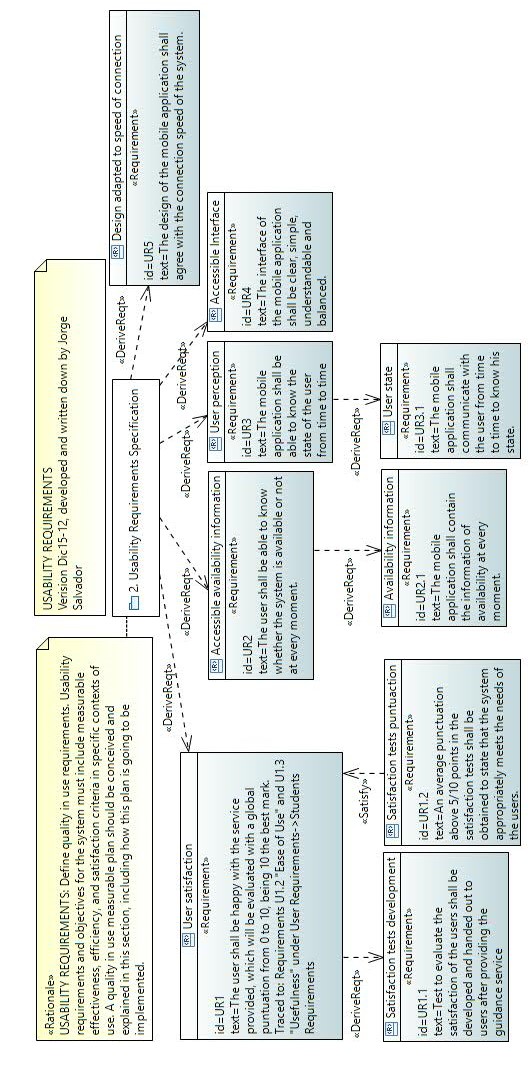 «Rationale»
USABILITY REQUIREMENTS: Define quality in use requirements. Usability
requirements and objectives for the system must include measurable
effectiveness, efficiency, and satisfaction criteria in specific contexts of
use. A quality in use measurable plan should be conceived and
explained in this section, including how this plan is going to be
implemented.
USABILITY REQUIREMENTS
Verision Dic15-12, developed and written down by Jorge
Salvador
2. Usability Requirements Specification
«DeriveReqt»
«DeriveReqt»
«DeriveReqt»
«DeriveReqt»
«DeriveReqt»
Design adapted to speed of connection
«Requirement»
id=UR5
text=The design of the mobile application shall
agree with the connection speed of the system.
User satisfaction
«Requirement»
id=UR1
text=The user shall be happy with the service
provided, which will be evaluated with a global
puntuation from 0 to 10, being 10 the best mark.
Traced to: Requirements U1.2 "Ease of Use" and U1.3
"Usefulness" under User Requirements->Students
Requirements
Accessible availability information
«Requirement»
id=UR2
text=The user shall be able to know
whether the system is available or not
at every moment.
User perception
«Requirement»
id=UR3
text=The mobile
application shall be
able to know the
state of the user
from time to time
Accessible Interface
«Requirement»
id=UR4
text=The interface of
the mobile application
shall be clear, simple,
understandable and
balanced.
«DeriveReqt»
«Satisfy»
«DeriveReqt»
«DeriveReqt»
Satisfaction tests development
«Requirement»
id=UR1.1
text=Test to evaluate the
satisfaction of the users shall be
developed and handed out to
users after providing the
guidance service
Satisfaction tests puntuaction
«Requirement»
id=UR1.2
text=An average punctuation
above 5/10 points in the
satisfaction tests shall be
obtained to state that the system
appropriately meets the needs of
the users.
Availability information
«Requirement»
id=UR2.1
text=The mobile
application shall contain
the information of
availability at every
moment.
User state
«Requirement»
id=UR3.1
text=The mobile
application shall
communicate with
the user from time
to time to know his
state.